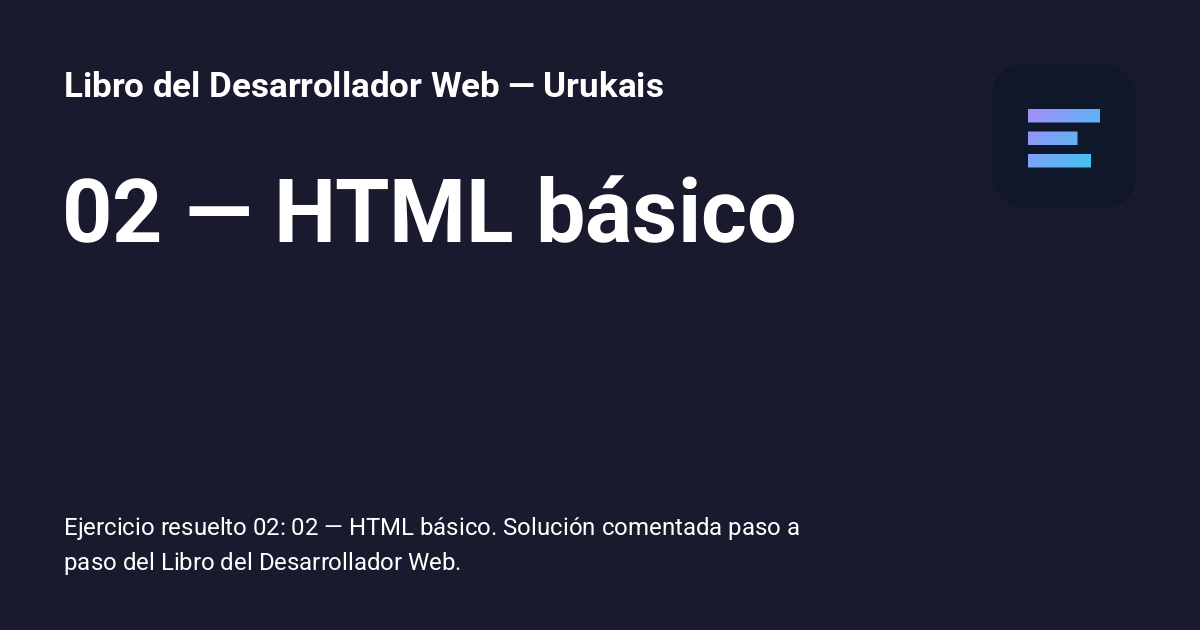 Libro del Desarrollador Web — Urukais
02 — HTML básico
Ejercicio resuelto 02: 02 — HTML básico. Solución comentada paso a
paso del Libro del Desarrollador Web.